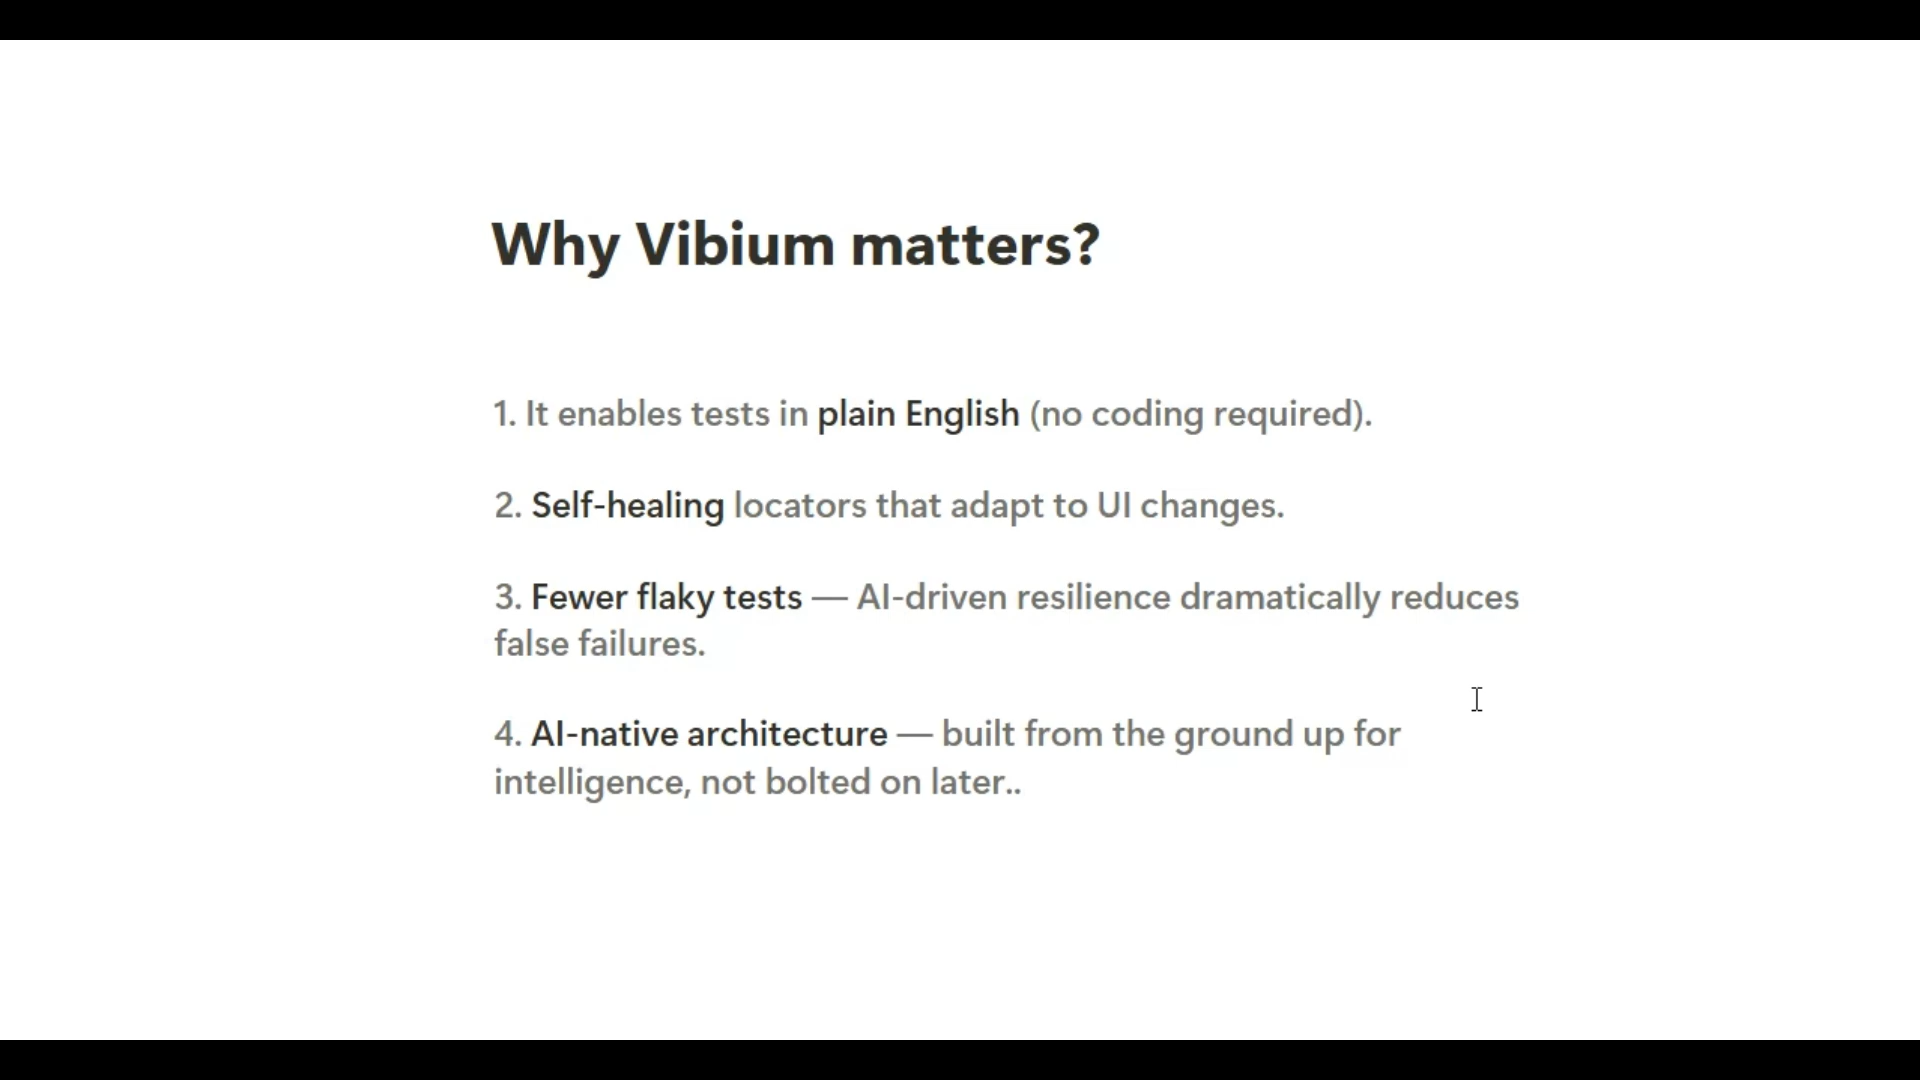 Why Vibium matters?
1. It enables tests in plain English (no coding required).
2. Self-healing locators that adapt to UI changes.
3. Fewer flaky tests — AI-driven resilience dramatically reduces
false failures.
4. AI-native architecture — built from the ground up for
intelligence, not bolted on later..